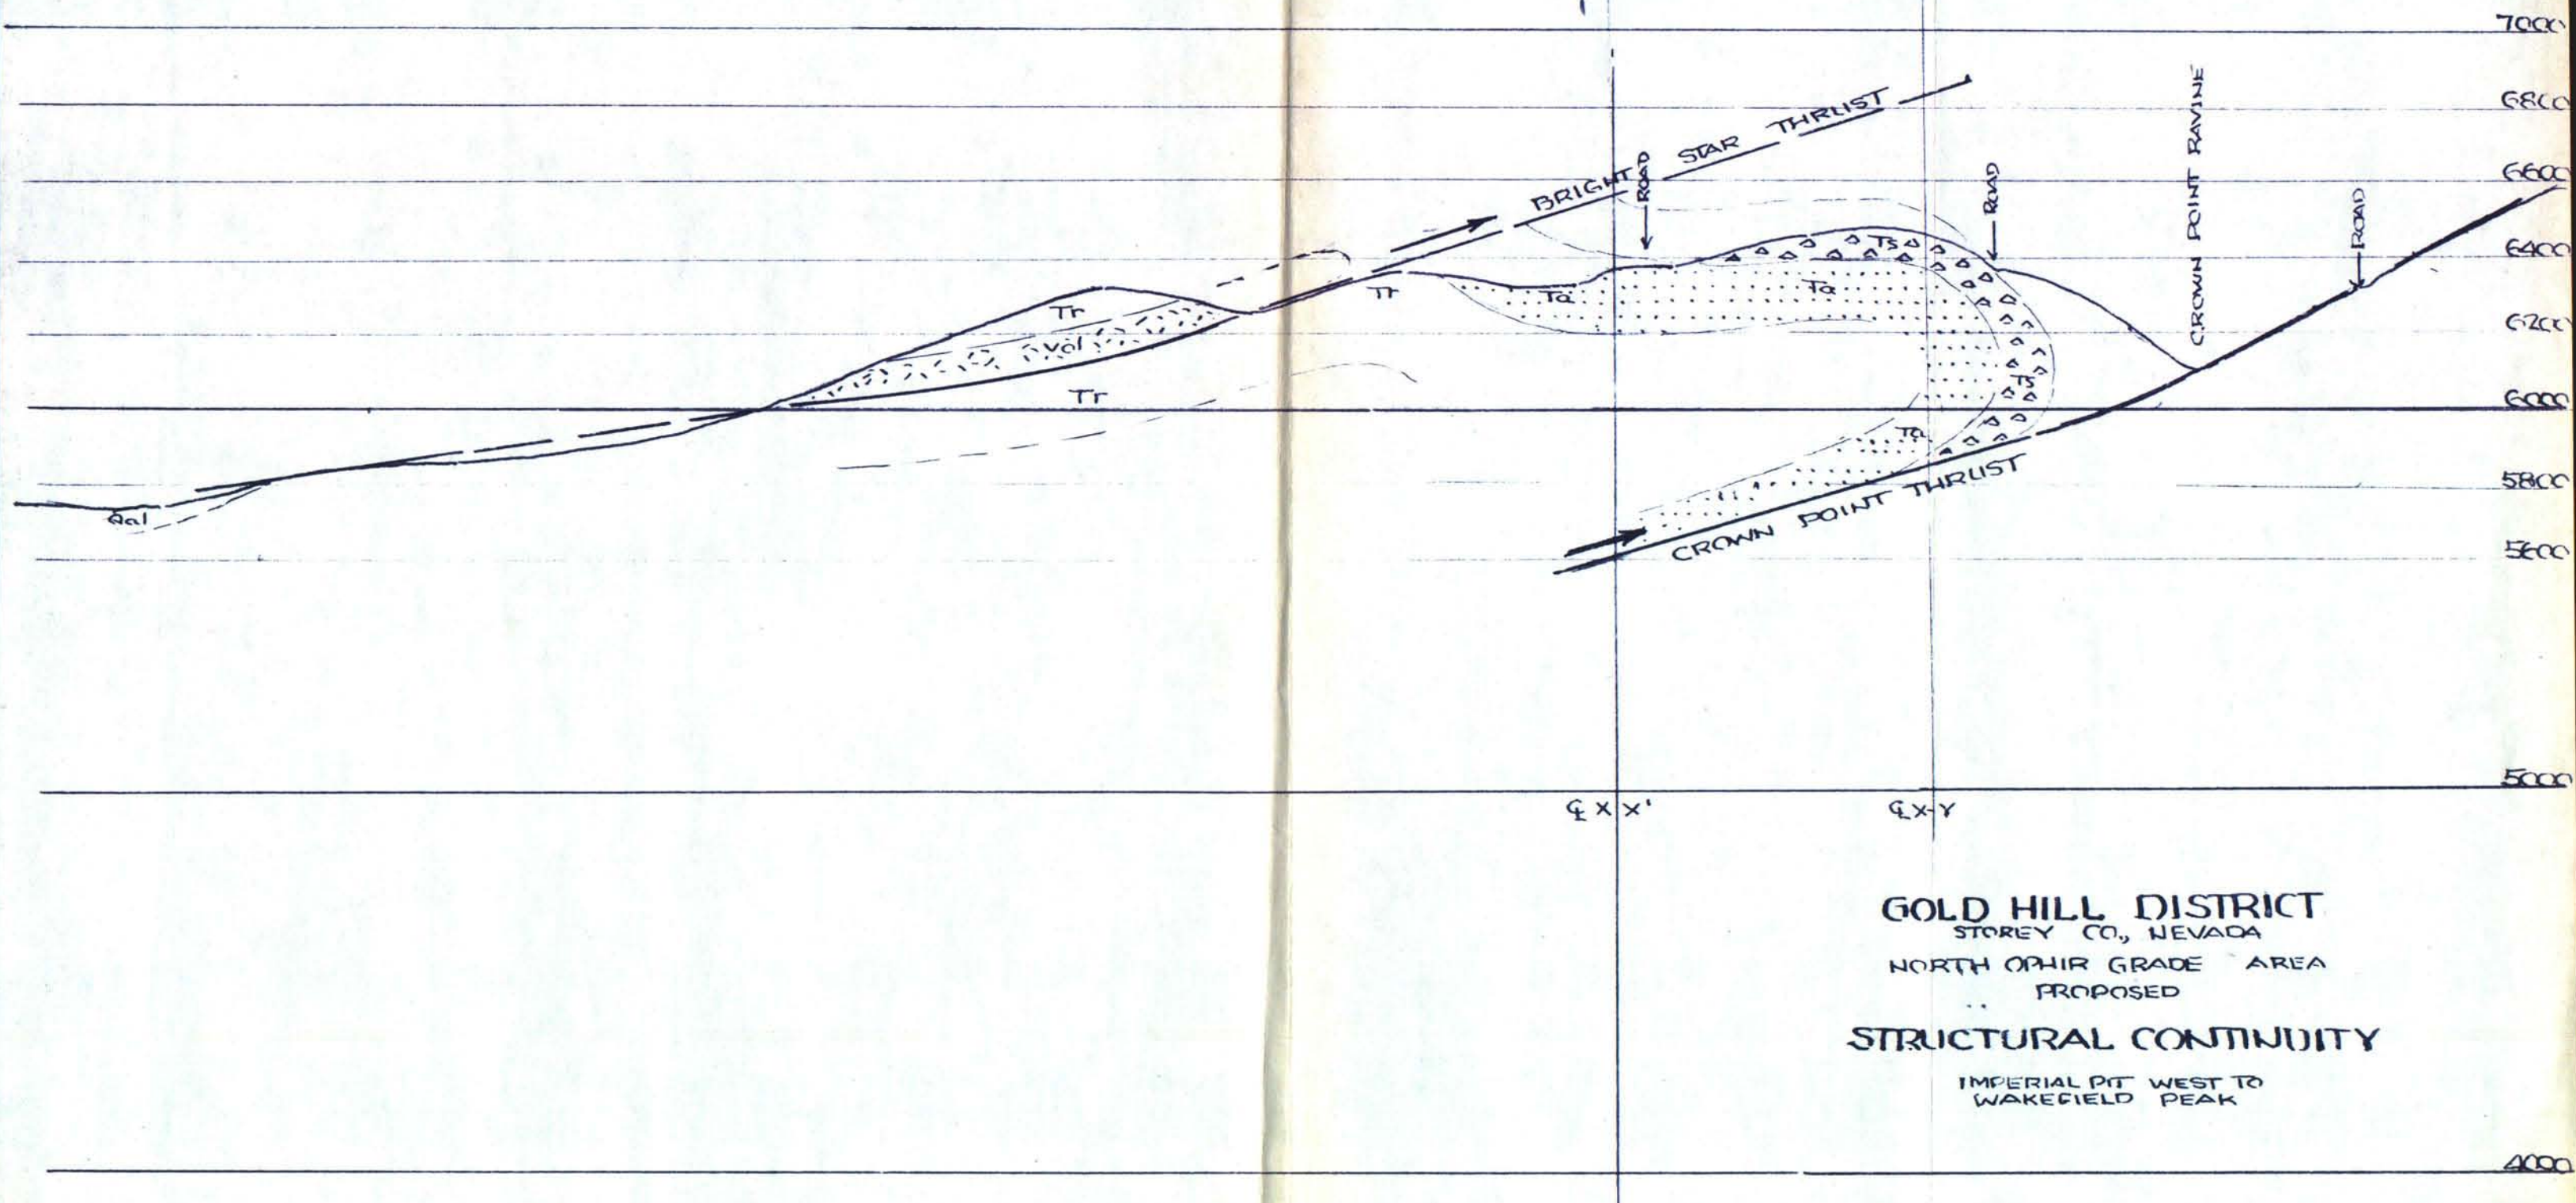 7000
6800
6600
6400
6200
6000
5800
5600
5000
4000
BRIGHT STAR THRUST
ROAD
ROAD
CROWN POINT RAVINE
ROAD
Tr
Vol
Tr
Tr
Ta
Ta
Ts
Ts
Ta
Qal
CROWN POINT THRUST
℄ X X'
℄ X-Y
GOLD HILL DISTRICT
STOREY CO., NEVADA
NORTH OPHIR GRADE AREA
PROPOSED
STRUCTURAL CONTINUITY
IMPERIAL PIT WEST TO
WAKEFIELD PEAK